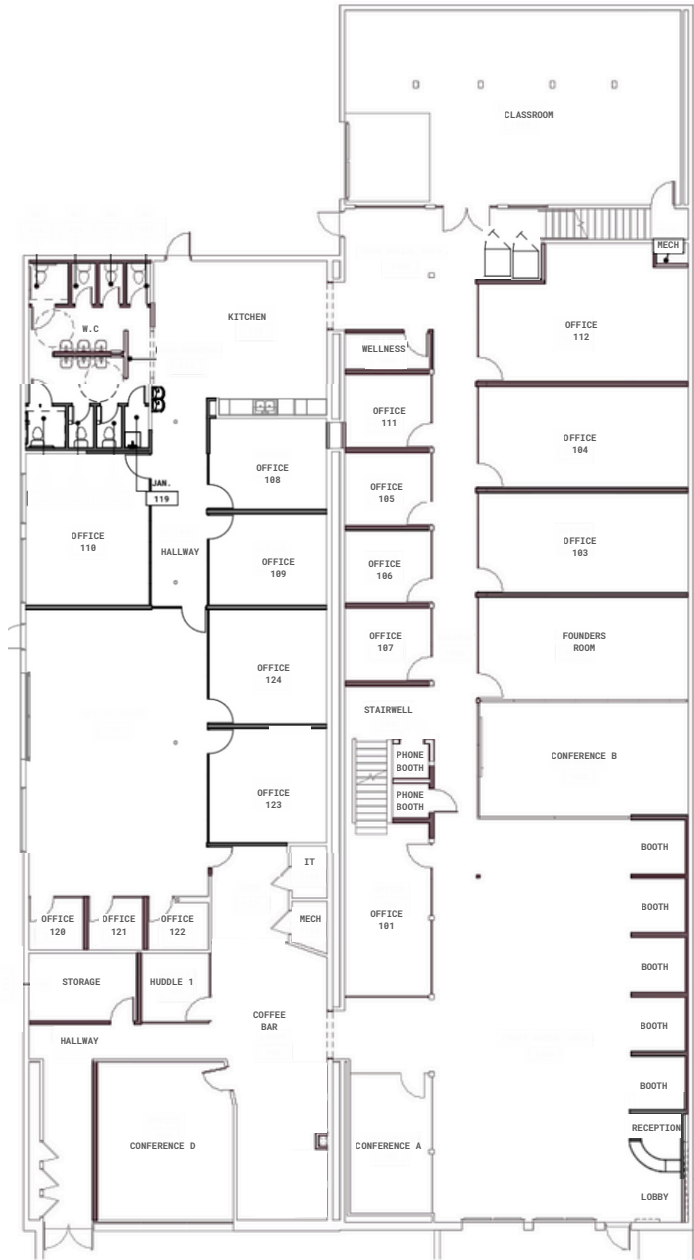 CLASSROOM
MECH
KITCHEN
W.C
OFFICE
112
WELLNESS
OFFICE
111
OFFICE
104
OFFICE
108
OFFICE
105
JAN.
119
OFFICE
110
HALLWAY
OFFICE
109
OFFICE
106
OFFICE
103
OFFICE
107
FOUNDERS
ROOM
OFFICE
124
STAIRWELL
PHONE
BOOTH
CONFERENCE B
OFFICE
123
PHONE
BOOTH
BOOTH
IT
BOOTH
OFFICE
120
OFFICE
121
OFFICE
122
MECH
OFFICE
101
BOOTH
STORAGE
HUDDLE 1
COFFEE
BAR
BOOTH
HALLWAY
BOOTH
RECEPTION
CONFERENCE D
CONFERENCE A
LOBBY